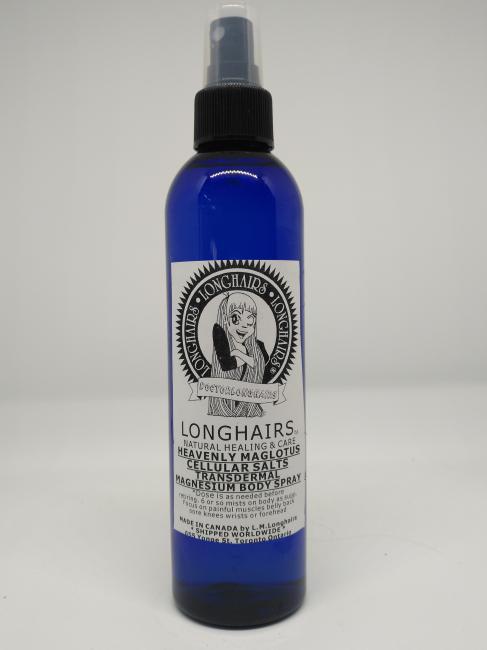 LONGHAIRS • LONGHAIRS • LONGHAIRS ®
DOCTORLONGHAIRS
LONGHAIRS TM
NATURAL HEALING & CARE
HEAVENLY MAGLOTUS
CELLULAR SALTS
TRANSDERMAL
MAGNESIUM BODY SPRAY
*Dose is as needed before
retiring. 6 or so mists on body as
Focus on painful muscles belly back
sore knees wrists or forehead
MADE IN CANADA by L.M.Longhairs
* SHIPPED WORLDWIDE *
Yonge St. Toronto Ontario